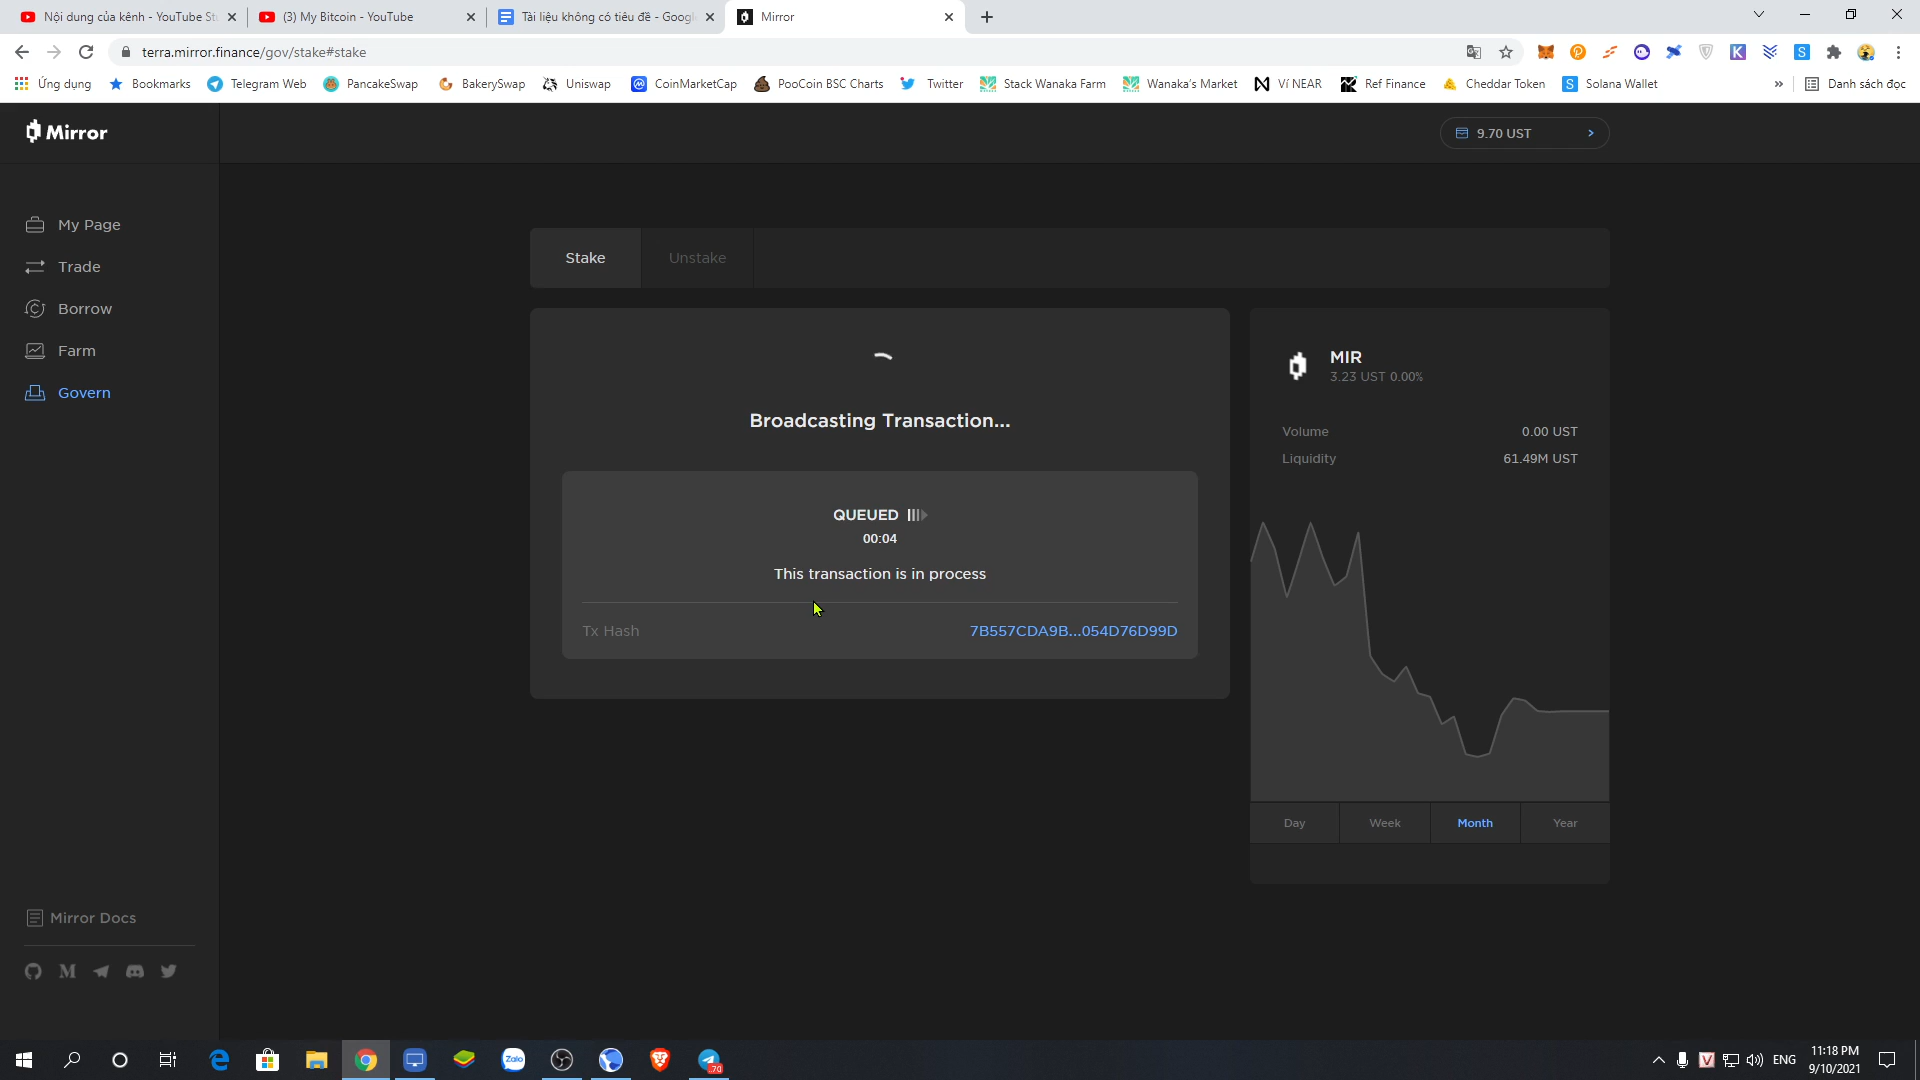 Nội dung của kênh - YouTube St
(3) My Bitcoin - YouTube
Tài liệu không có tiêu đề - Googl
Mirror
terra.mirror.finance/gov/stake#stake
Ứng dụng
Bookmarks
Telegram Web
PancakeSwap
BakerySwap
Uniswap
CoinMarketCap
PooCoin BSC Charts
Twitter
Stack Wanaka Farm
Wanaka's Market
Ví NEAR
Ref Finance
Cheddar Token
Solana Wallet
»
Danh sách đọc
Mirror
9.70 UST
My Page
Trade
Borrow
Farm
Govern
Stake
Unstake
Broadcasting Transaction...
QUEUED
00:04
This transaction is in process
Tx Hash
7B557CDA9B...054D76D99D
MIR
3.23 UST 0.00%
Volume
0.00 UST
Liquidity
61.49M UST
Day
Week
Month
Year
Mirror Docs
Zalo
70
ENG
11:18 PM
9/10/2021